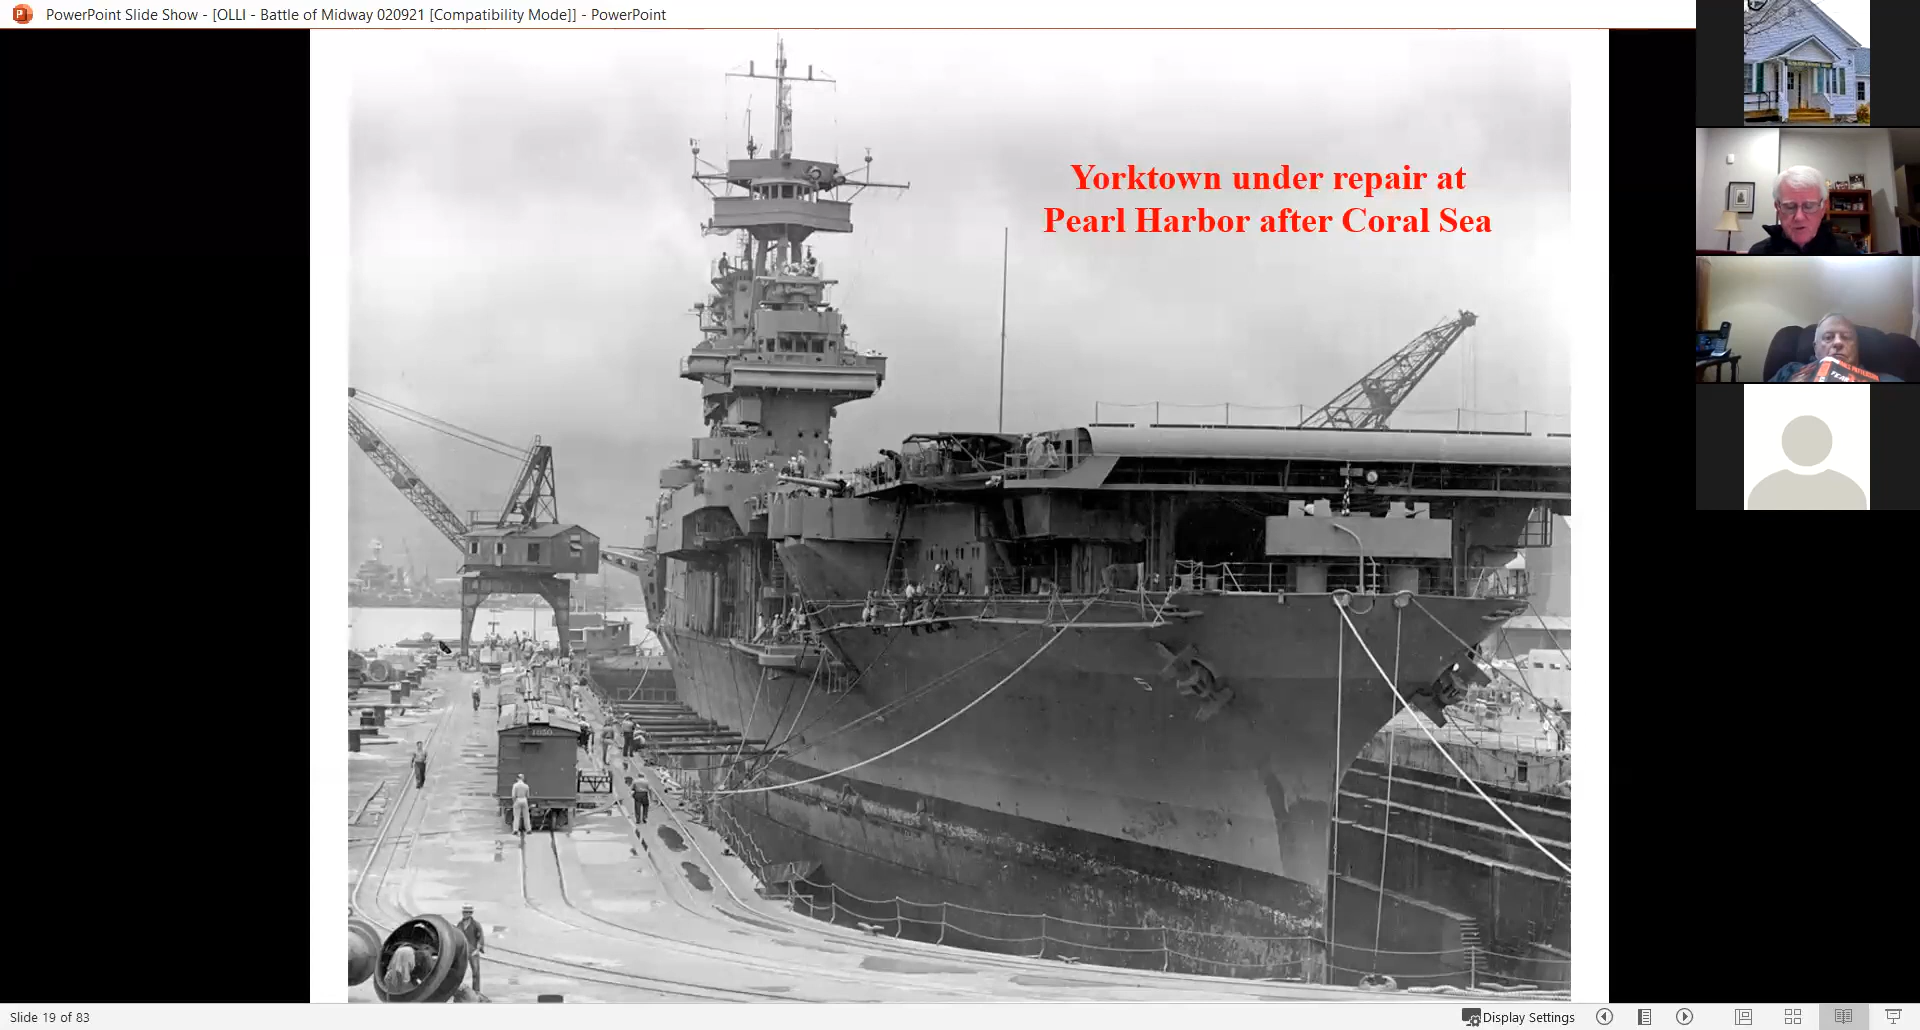 PowerPoint Slide Show - [OLLI - Battle of Midway 020921 [Compatibility Mode]] - PowerPoint
Yorktown under repair at
Pearl Harbor after Coral Sea
1030
Slide 19 of 83
Display Settings